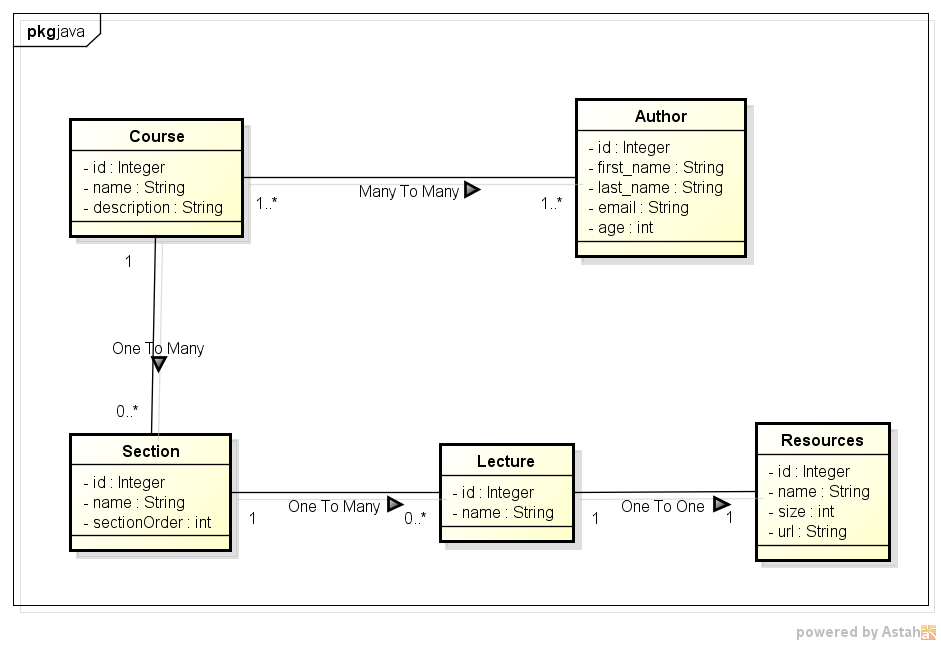 pkg java
Course
- id : Integer
- name : String
- description : String
Author
- id : Integer
- first_name : String
- last_name : String
- email : String
- age : int
Many To Many
1..*
1..*
1
One To Many
0..*
Section
- id : Integer
- name : String
- sectionOrder : int
One To Many
1
0..*
Lecture
- id : Integer
- name : String
One To One
1
1
Resources
- id : Integer
- name : String
- size : int
- url : String
powered by Astah